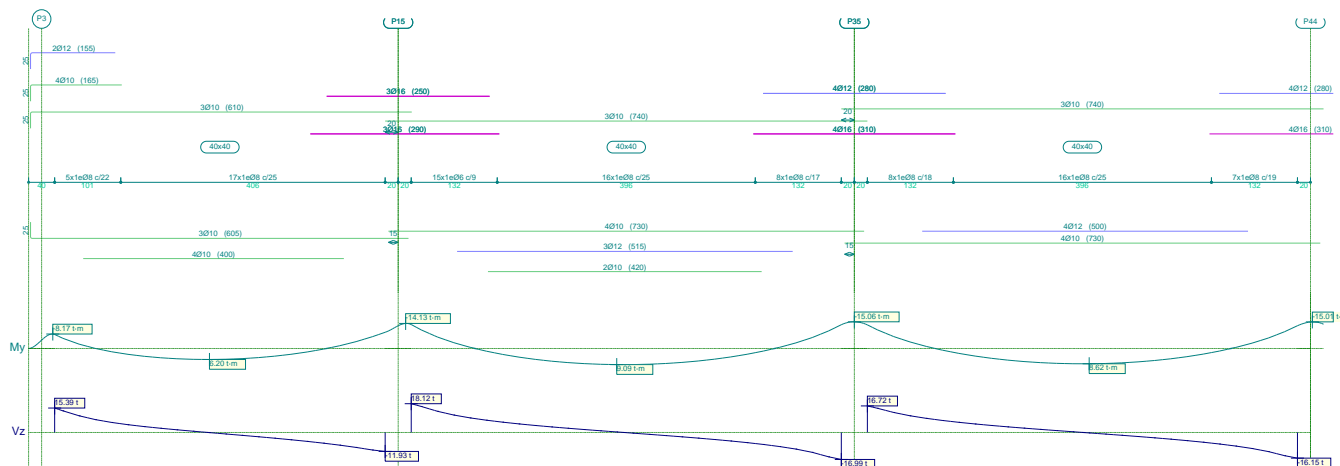 P3 P15 P35 P44
2Ø12 (155)
25
4Ø10 (165)
25
3Ø16 (250)
4Ø12 (280)
4Ø12 (280)
3Ø10 (610)
25
3Ø10 (740)
20
3Ø10 (740)
20
3Ø16 (290)
4Ø16 (310)
4Ø16 (310)
40x40 40x40 40x40
5x1eØ8 c/22 17x1eØ8 c/25 15x1eØ6 c/9 16x1eØ8 c/25 8x1eØ8 c/17 8x1eØ8 c/18 16x1eØ8 c/25 7x1eØ8 c/19
40 101 406 20 20 132 396 132 20 20 132 396 132 20
25
3Ø10 (605)
15
4Ø10 (730)
4Ø12 (500)
15
4Ø10 (730)
3Ø12 (515)
4Ø10 (400)
2Ø10 (420)
-8.17 t·m -14.13 t·m -15.06 t·m -15.01 t·m
My
6.20 t·m 9.09 t·m 8.62 t·m
15.39 t 18.12 t 16.72 t
Vz
-11.93 t -16.99 t -16.15 t